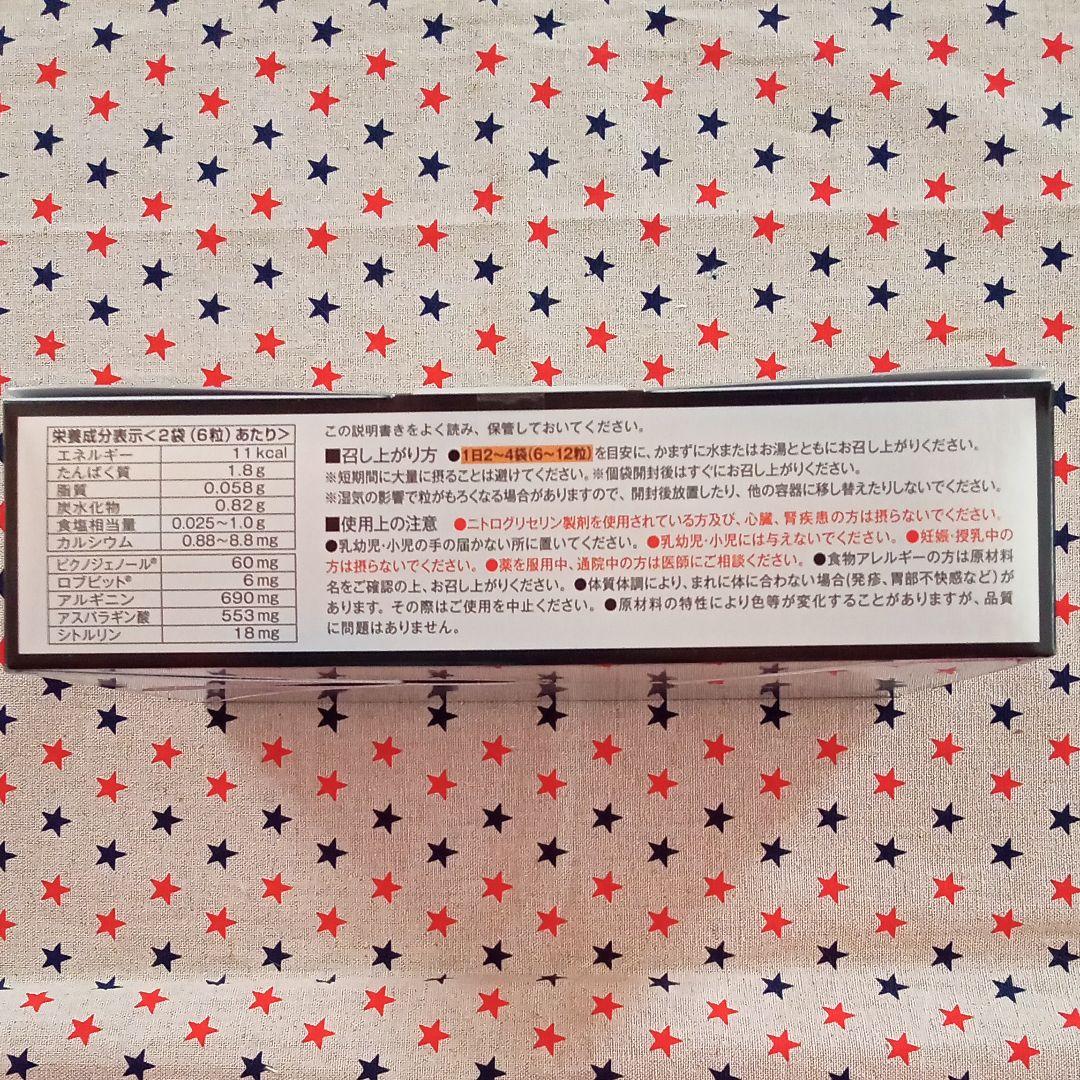 栄養成分表示<2袋(6粒)あたり>
エネルギー 11kcal
たんぱく質 1.8g
脂質 0.058g
炭水化物 0.82g
食塩相当量 0.025〜1.0g
カルシウム 0.88〜8.8mg
ピクノジェノール® 60mg
ロブビット® 6mg
アルギニン 690mg
アスパラギン酸 553mg
シトルリン 18mg
この説明書きをよく読み、保管しておいてください。
■召し上がり方 ●1日2〜4袋(6〜12粒)を目安に、かまずに水またはお湯とともにお召し上がりください。
※短期間に大量に摂ることは避けてください。※個袋開封後はすぐにお召し上がりください。
※湿気の影響で粒がもろくなる場合がありますので、開封後放置したり、他の容器に移し替えたりしないでください。
■使用上の注意 ●ニトログリセリン製剤を使用されている方及び、心臓、腎疾患の方は摂らないでください。
●乳幼児・小児の手の届かない所に置いてください。●乳幼児・小児には与えないでください。●妊娠・授乳中の
方は摂らないでください。●薬を服用中、通院中の方は医師にご相談ください。●食物アレルギーの方は原材料
名をご確認の上、お召し上がりください。●体質体調により、まれに体に合わない場合(発疹、胃部不快感など)が
あります。その際はご使用を中止ください。●原材料の特性により色等が変化することがありますが、品質
に問題はありません。